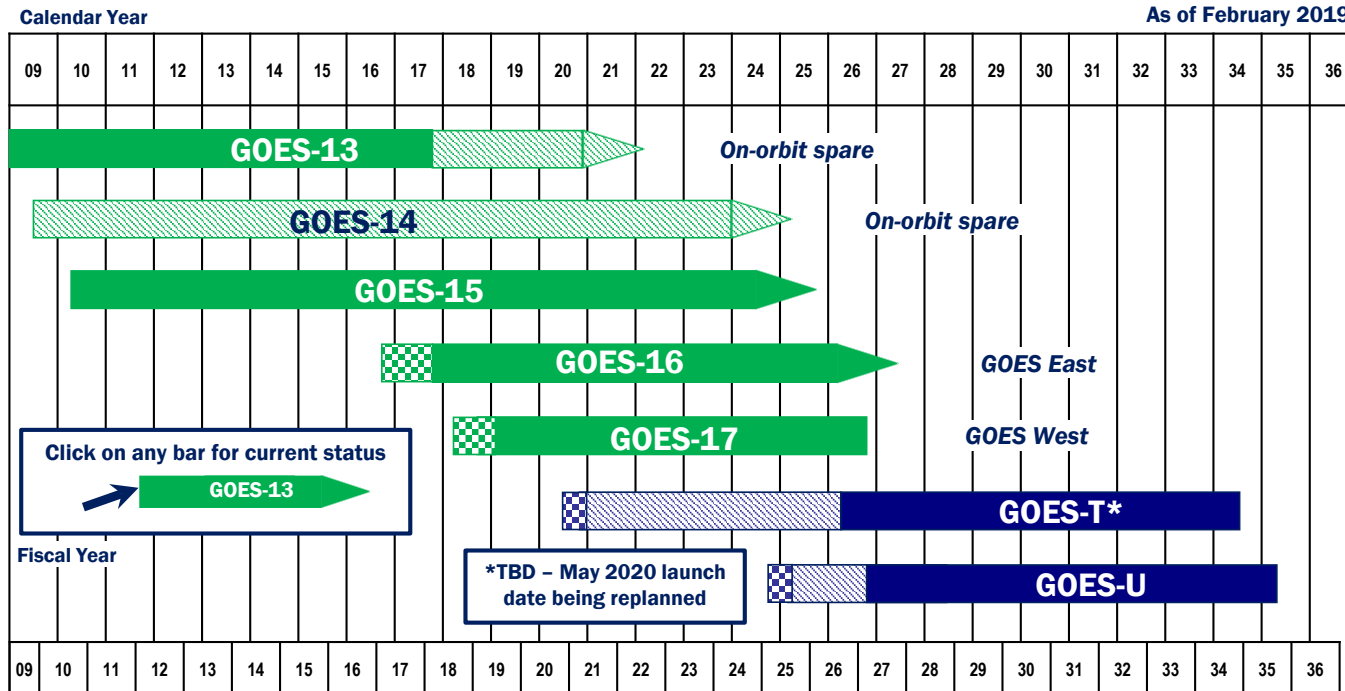 Calendar Year
As of February 2019
09 10 11 12 13 14 15 16 17 18 19 20 21 22 23 24 25 26 27 28 29 30 31 32 33 34 35 36
GOES-13
On-orbit spare
GOES-14
On-orbit spare
GOES-15
GOES-16
GOES East
GOES-17
GOES West
Click on any bar for current status
GOES-13
GOES-T*
Fiscal Year
*TBD – May 2020 launch
date being replanned
GOES-U
09 10 11 12 13 14 15 16 17 18 19 20 21 22 23 24 25 26 27 28 29 30 31 32 33 34 35 36